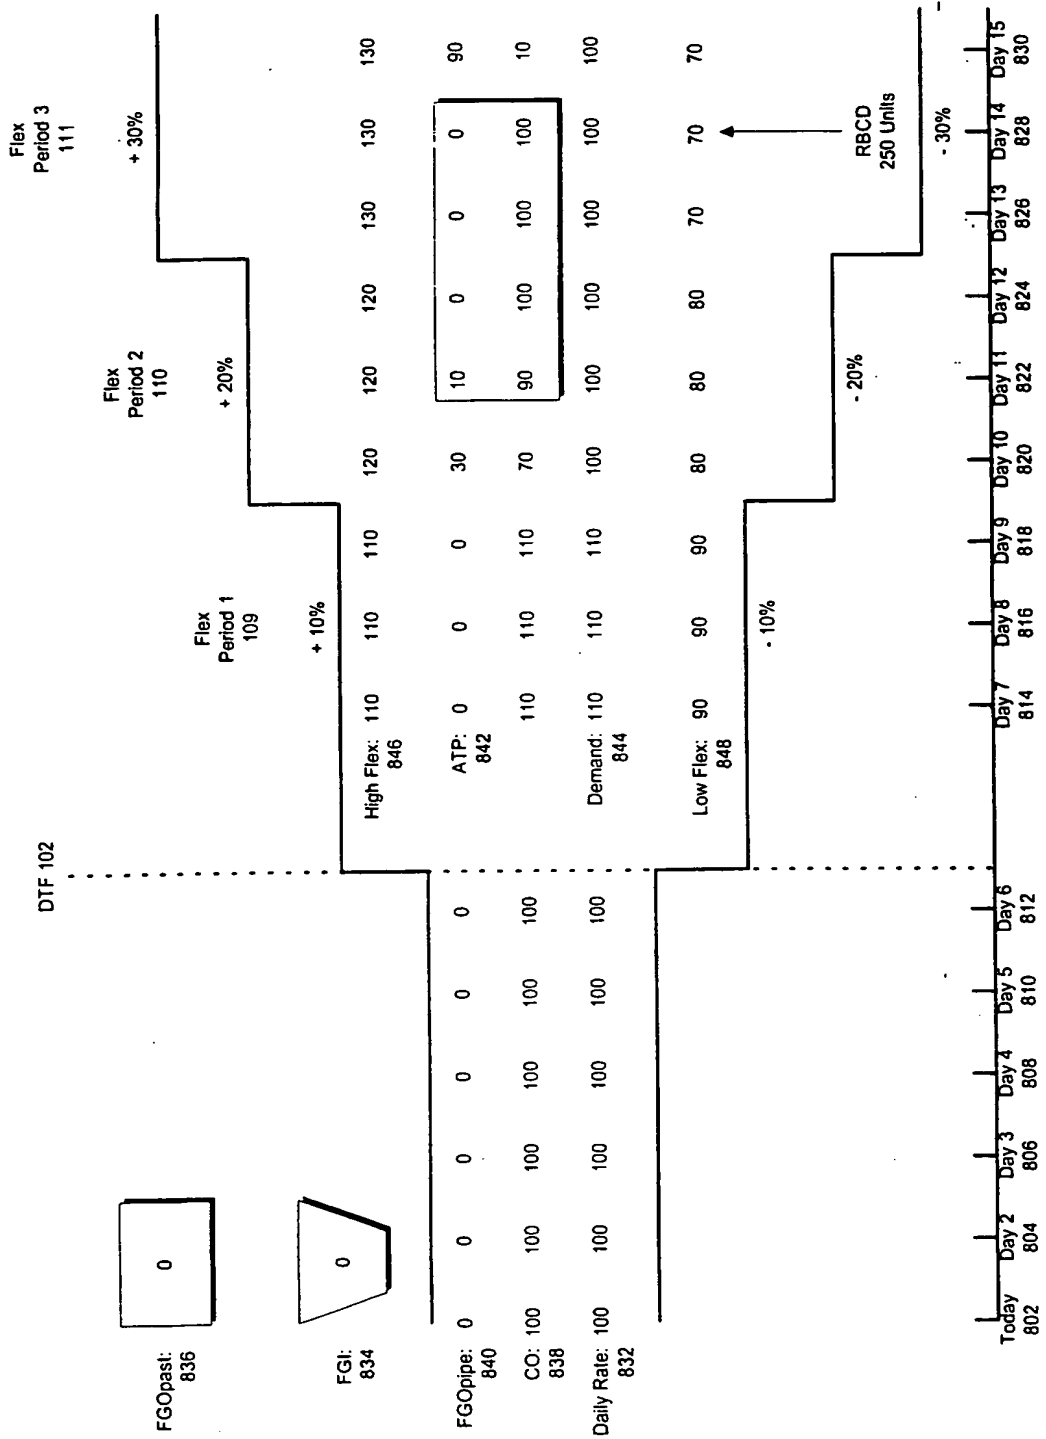 Flex
Period 3
111
Flex
Period 2
110
Flex
Period 1
109
DTF 102
+ 30%
+ 20%
+ 10%
FGOpast:
836
0
FGI:
834
0
High Flex: 110 110 110 120 120 120 130 130 130
846
FGOpipe: 0 0 0 0 0 0
840
ATP: 0 0 0 30 10 0 0 0 90
842
CO: 100 100 100 100 100 100 110 110 110 70 90 100 100 100 10
838
Daily Rate: 100 100 100 100 100 100
832
Demand: 110 110 110 100 100 100 100 100 100
844
Low Flex: 90 90 90 80 80 80 70 70 70
848
RBCD
250 Units
- 10%
- 20%
- 30%
Today Day 2 Day 3 Day 4 Day 5 Day 6 Day 7 Day 8 Day 9 Day 10 Day 11 Day 12 Day 13 Day 14 Day 15
802 804 806 808 810 812 814 816 818 820 822 824 826 828 830